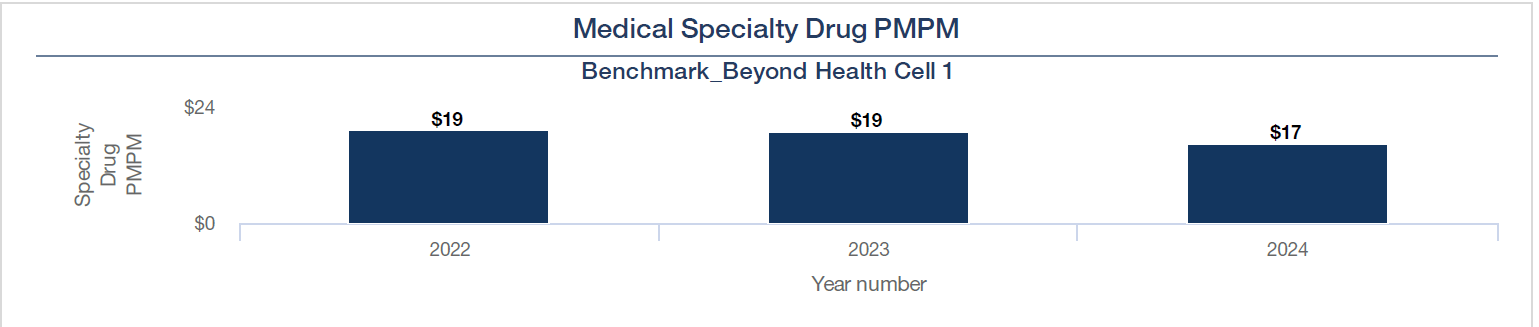 Medical Specialty Drug PMPM
Benchmark_Beyond Health Cell 1
Specialty
Drug
PMPM
$24
$0
$19
$19
$17
2022
2023
2024
Year number